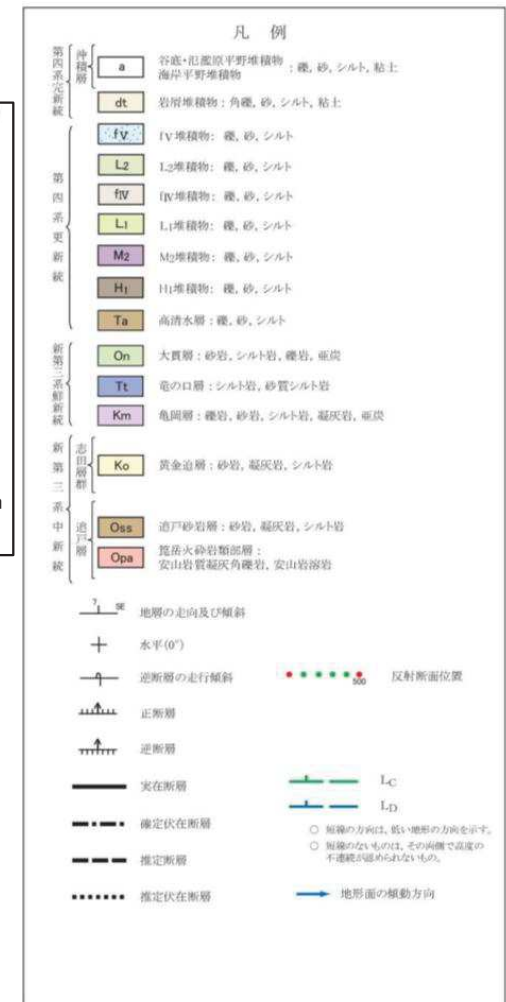 凡 例
第四系完新統
沖積層
a
谷底・氾濫原平野堆積物
海岸平野堆積物
：礫, 砂, シルト, 粘土
dt
岩屑堆積物：角礫, 砂, シルト, 粘土
第四系更新統
fV
fV堆積物：礫, 砂, シルト
L2
L2堆積物：礫, 砂, シルト
fIV
fIV堆積物：礫, 砂, シルト
L1
L1堆積物：礫, 砂, シルト
M2
M2堆積物：礫, 砂, シルト
H1
H1堆積物：礫, 砂, シルト
Ta
高清水層：礫, 砂, シルト
新第三系鮮新統
On
大貫層：砂岩, シルト岩, 礫岩, 亜炭
Tt
竜の口層：シルト岩, 砂質シルト岩
Km
亀岡層：礫岩, 砂岩, シルト岩, 凝灰岩, 亜炭
新第三系中新統
志田層群
Ko
黄金迫層：砂岩, 凝灰岩, シルト岩
追戸層
Oss
追戸砂岩層：砂岩, 凝灰岩, シルト岩
Opa
箆岳火砕岩類部層：
安山岩質凝灰角礫岩, 安山岩溶岩
7 SE
地層の走向及び傾斜
水平(0°)
逆断層の走行傾斜
500
反射断面位置
正断層
逆断層
実在断層
LC
確定伏在断層
LD
○ 短線の方向は、低い地形の方向を示す。
○ 短線のないものは、その両側で高度の
不連続が認められないもの。
推定断層
推定伏在断層
地形面の傾動方向